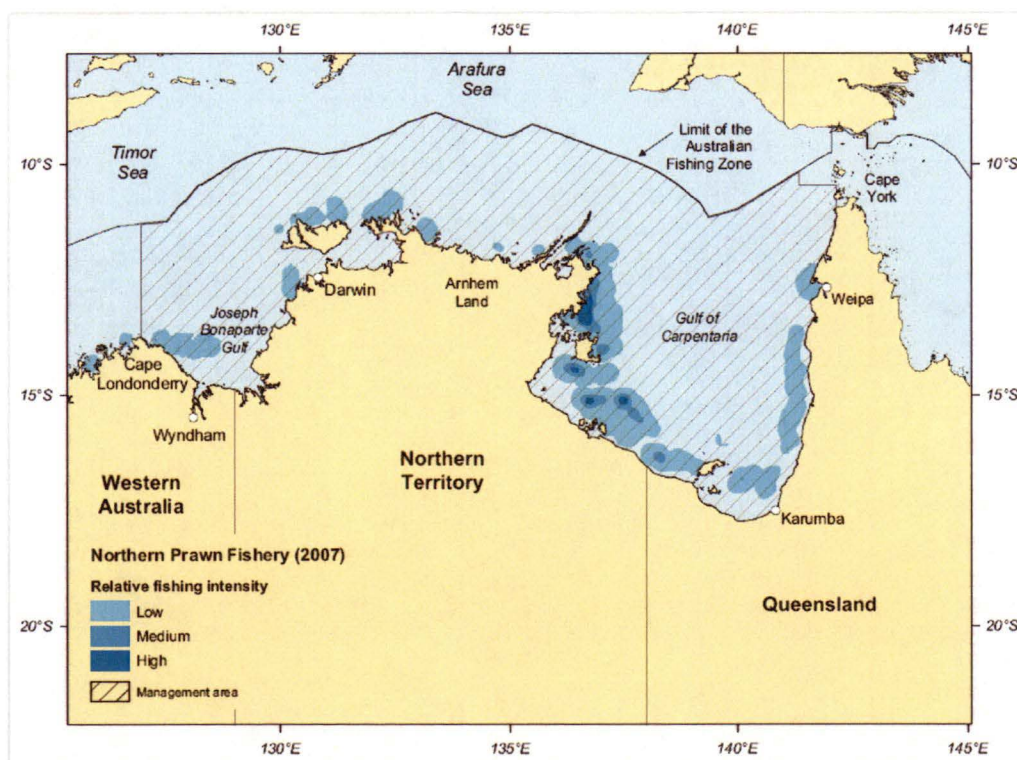 130°E
135°E
140°E
145°E
Arafura
Sea
Timor
Sea
Limit of the
Australian
Fishing Zone
10°S
10°S
Cape
York
Darwin
Arnhem
Land
Weipa
Joseph
Bonaparte
Gulf
Gulf of
Carpentaria
Cape
Londonderry
15°S
15°S
Wyndham
Western
Australia
Northern
Territory
Karumba
Northern Prawn Fishery (2007)
Relative fishing intensity
Low
Medium
High
Management area
Queensland
20°S
20°S
130°E
135°E
140°E
145°E